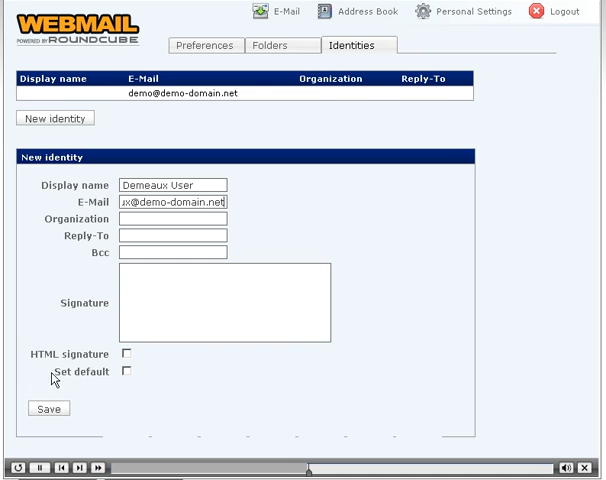 WEBMAIL
POWERED BY ROUNDCUBE
E-Mail Address Book Personal Settings Logout
Preferences Folders Identities
Display name E-Mail Organization Reply-To
demo@demo-domain.net
New identity
New identity
Display name Demeaux User
E-Mail ux@demo-domain.net
Organization
Reply-To
Bcc
Signature
HTML signature
Set default
Save